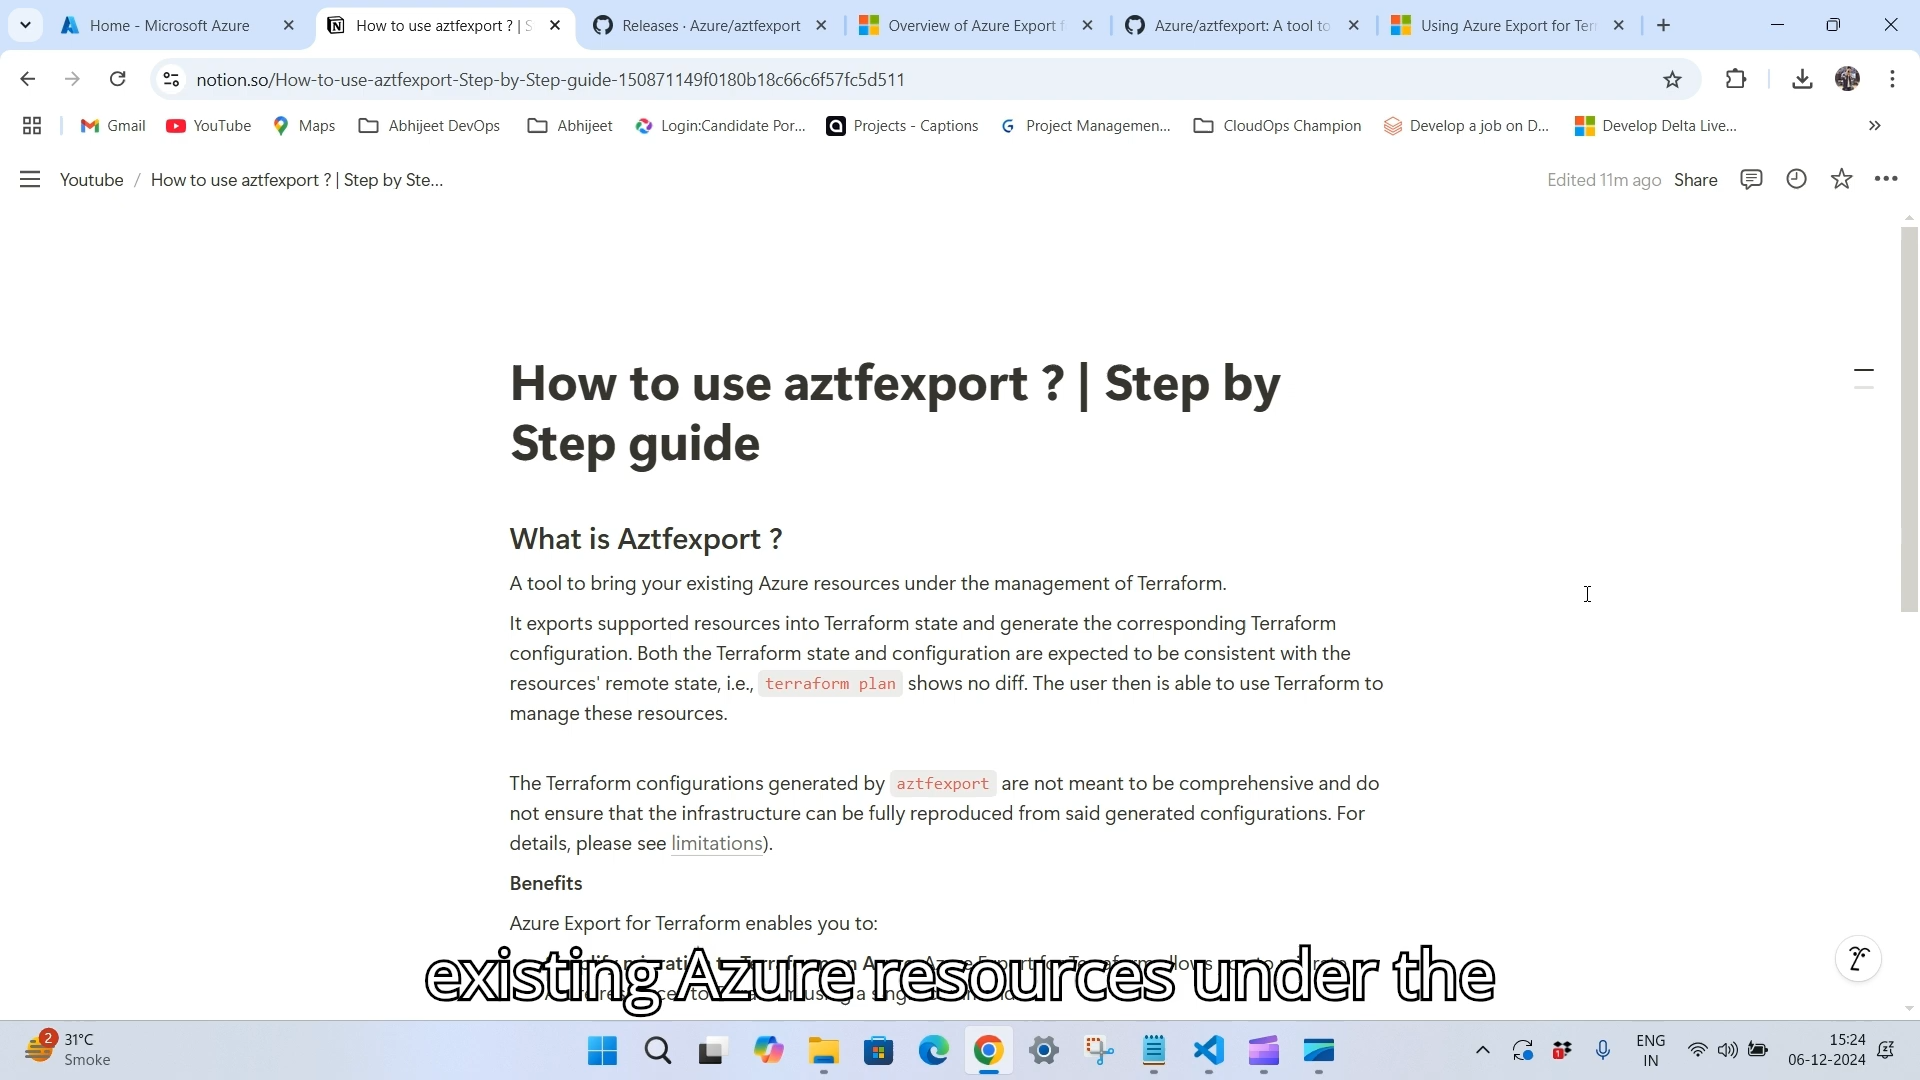 Home - Microsoft Azure
How to use aztfexport ? | S
Releases · Azure/aztfexport
Overview of Azure Export f
Azure/aztfexport: A tool to
Using Azure Export for Ter
notion.so/How-to-use-aztfexport-Step-by-Step-guide-150871149f0180b18c66c6f57fc5d511
Gmail
YouTube
Maps
Abhijeet DevOps
Abhijeet
Login:Candidate Por...
Projects - Captions
Project Managemen...
CloudOps Champion
Develop a job on D...
Develop Delta Live...
Youtube / How to use aztfexport ? | Step by Ste...
Edited 11m ago Share
How to use aztfexport ? | Step by
Step guide
What is Aztfexport ?
A tool to bring your existing Azure resources under the management of Terraform.
It exports supported resources into Terraform state and generate the corresponding Terraform
configuration. Both the Terraform state and configuration are expected to be consistent with the
resources' remote state, i.e., terraform plan shows no diff. The user then is able to use Terraform to
manage these resources.
The Terraform configurations generated by aztfexport are not meant to be comprehensive and do
not ensure that the infrastructure can be fully reproduced from said generated configurations. For
details, please see limitations).
Benefits
Azure Export for Terraform enables you to:
existing Azure resources under the
2
31°C
Smoke
1
ENG
IN
15:24
06-12-2024